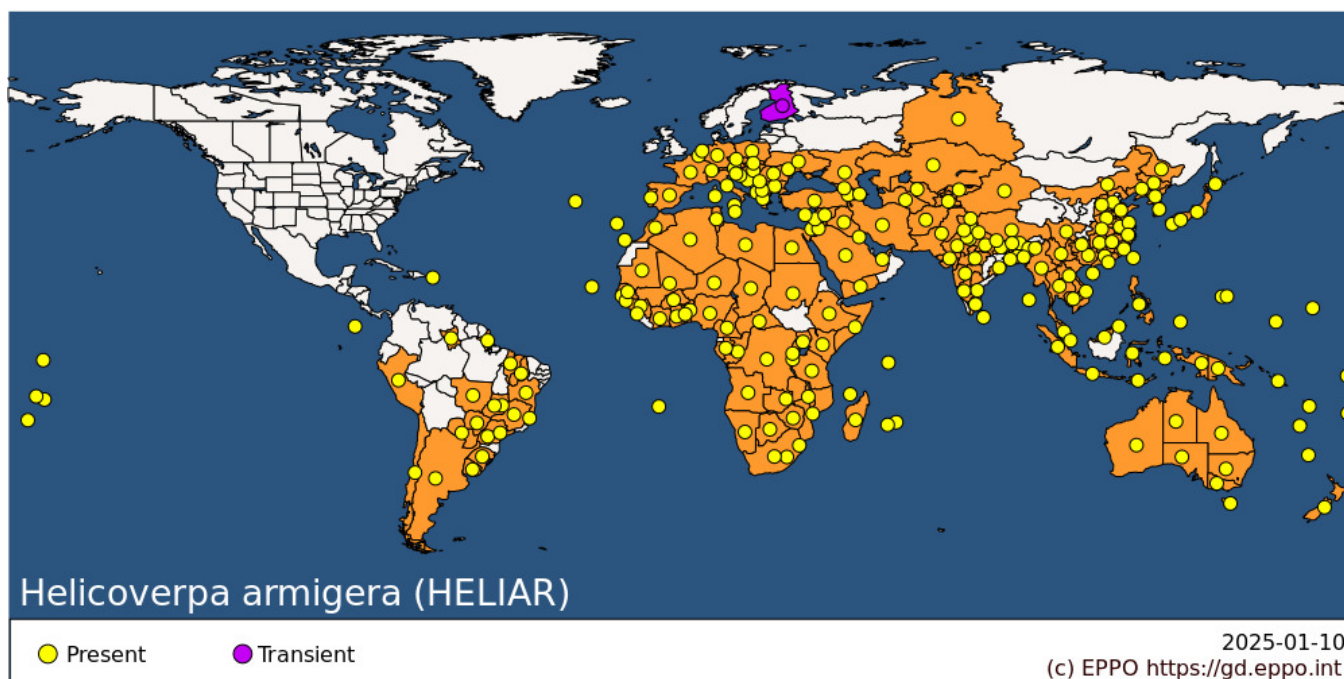 Helicoverpa armigera (HELIAR)
Present
Transient
2025-01-10
(c) EPPO https://gd.eppo.int